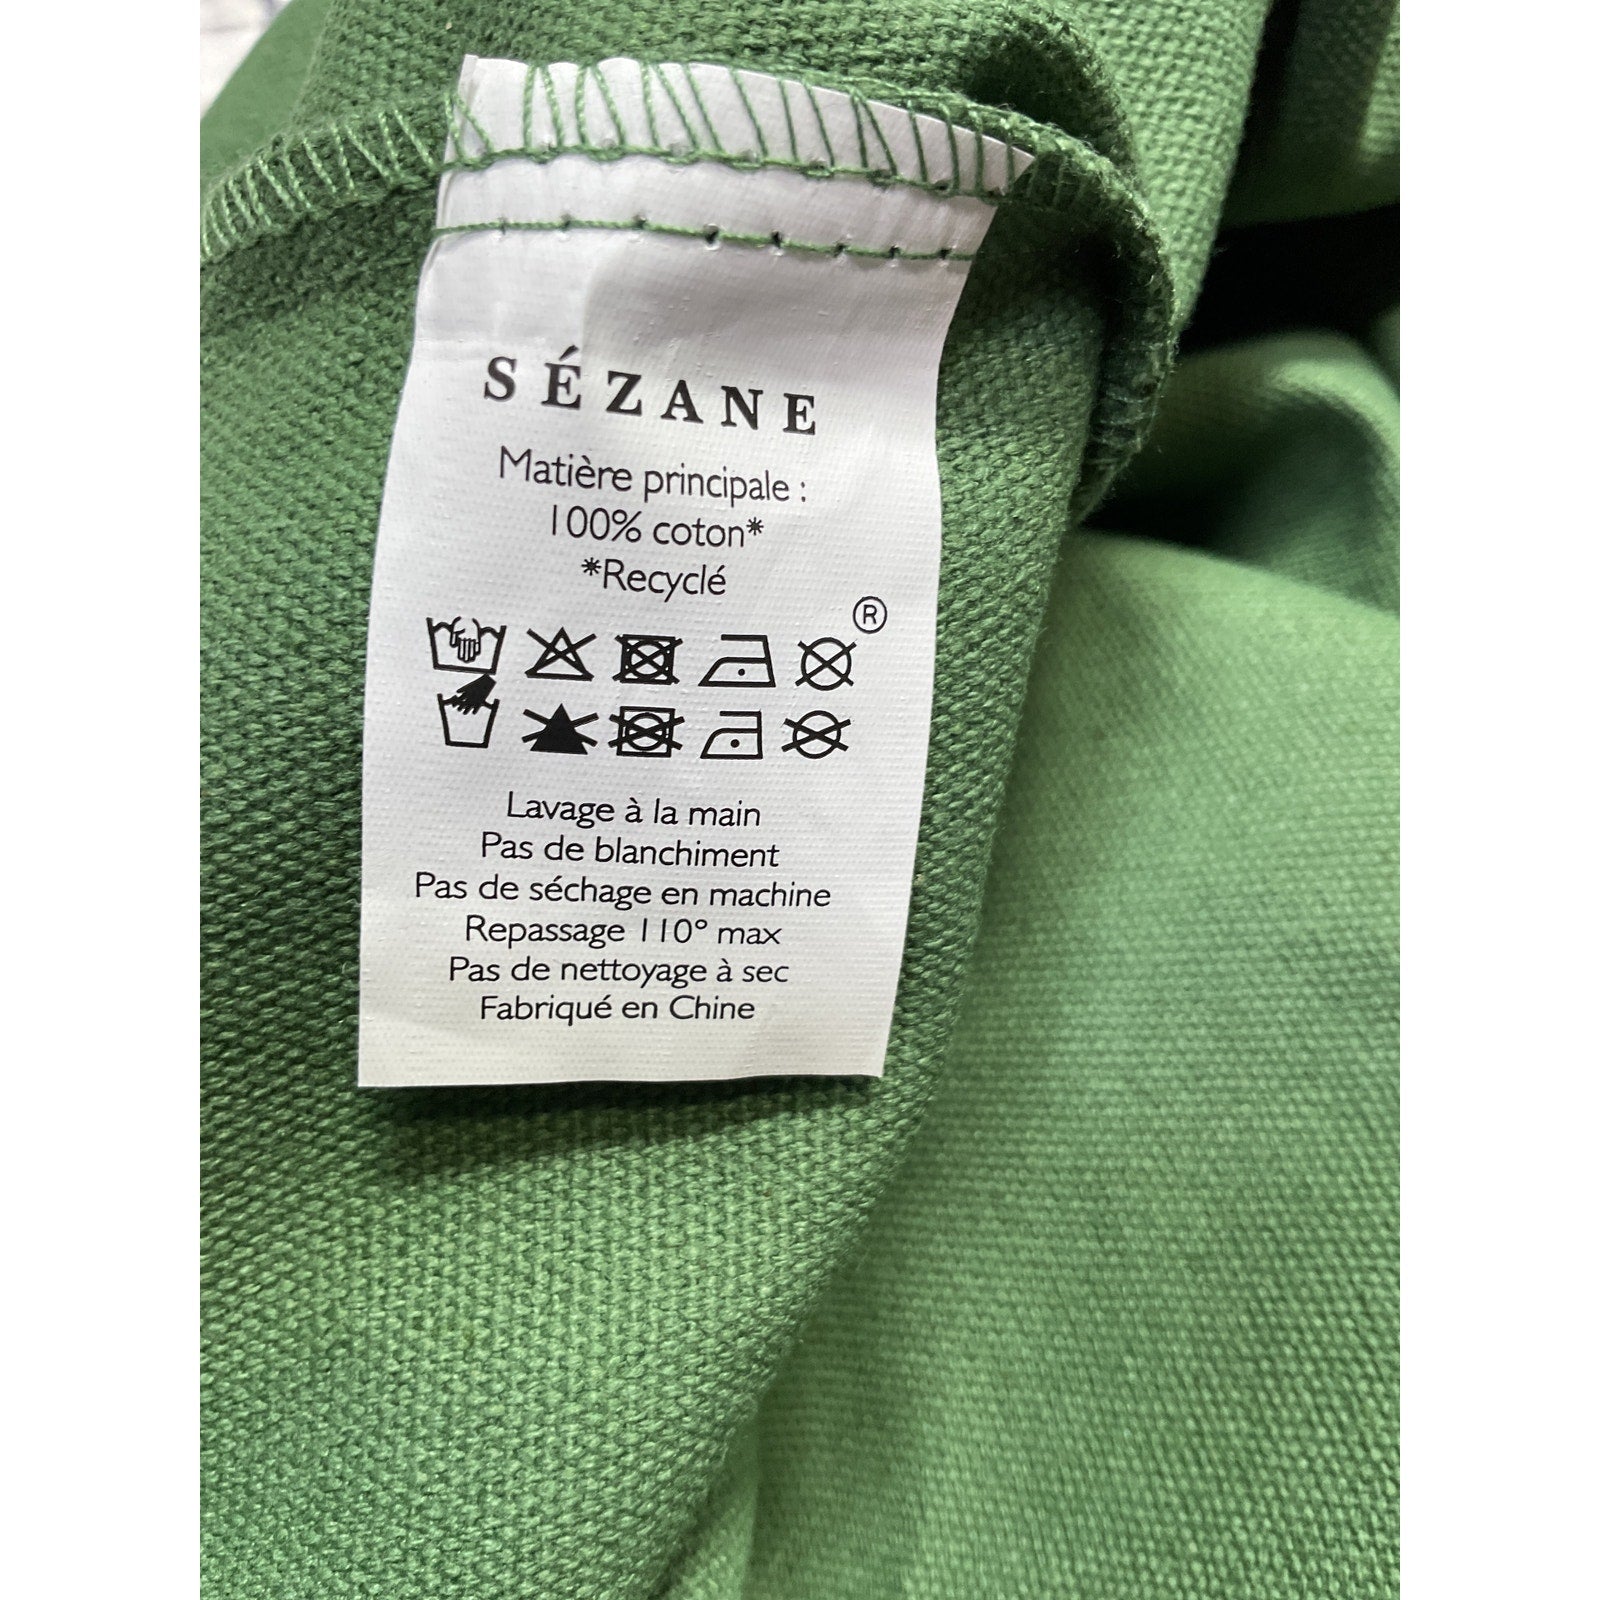 SÉZANE
Matière principale :
100% coton*
*Recyclé
®
Lavage à la main
Pas de blanchiment
Pas de séchage en machine
Repassage 110° max
Pas de nettoyage à sec
Fabriqué en Chine